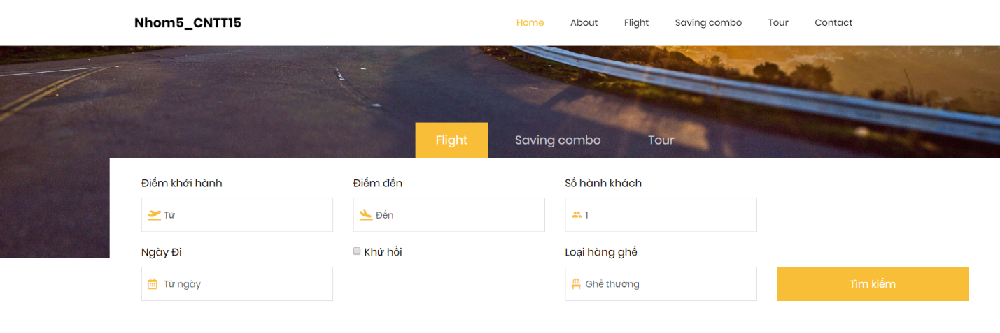 Nhom5_CNTT15
Home About Flight Saving combo Tour Contact
Flight Saving combo Tour
Điểm khởi hành Điểm đến Số hành khách
Từ Đến 1
Ngày Đi Khứ hồi Loại hàng ghế
Từ ngày Ghế thường Tìm kiếm